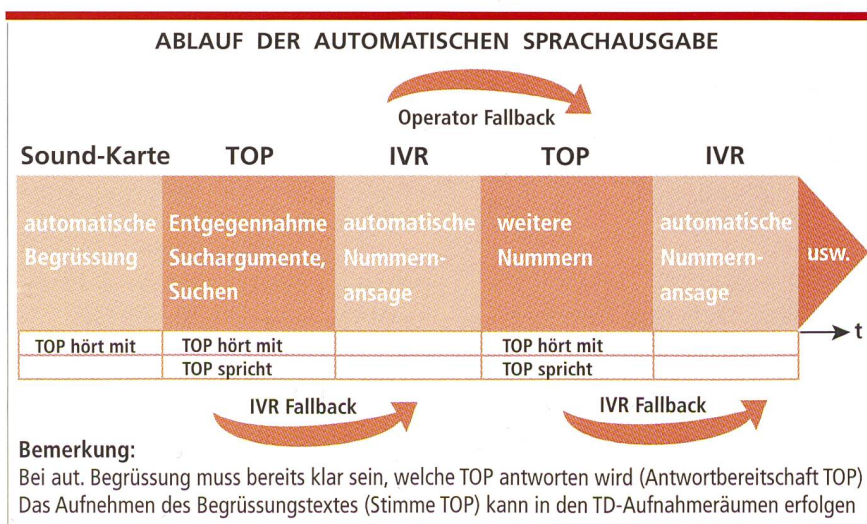 ABLAUF DER AUTOMATISCHEN SPRACHAUSGABE
Operator Fallback
Sound-Karte TOP IVR TOP IVR
automatische Entgegennahme automatische weitere automatische
Begrüssung Suchargumente, Nummern- Nummern Nummern- usw.
Suchen ansage ansage
t
TOP hört mit TOP hört mit TOP hört mit
TOP spricht TOP spricht
IVR Fallback IVR Fallback
Bemerkung:
Bei aut. Begrüssung muss bereits klar sein, welche TOP antworten wird (Antwortbereitschaft TOP)
Das Aufnehmen des Begrüssungstextes (Stimme TOP) kann in den TD-Aufnahmeräumen erfolgen